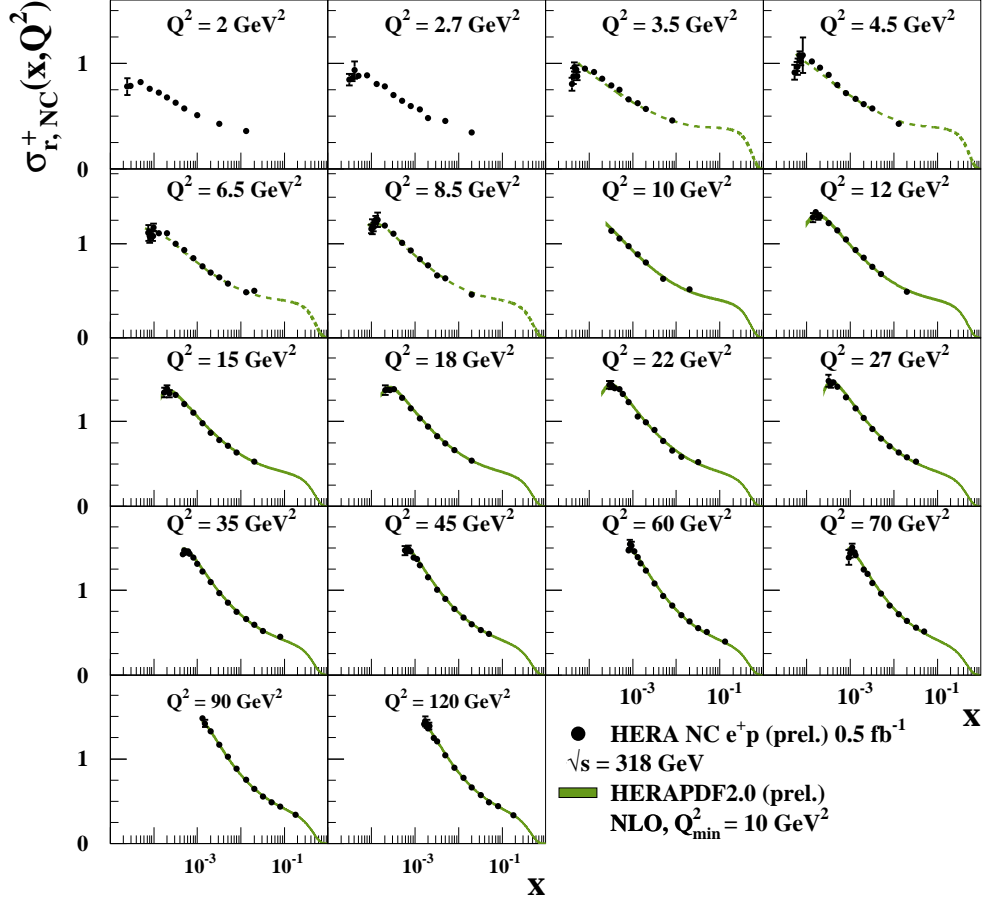 σ⁺r, NC(x,Q²)
Q² = 2 GeV²
Q² = 2.7 GeV²
Q² = 3.5 GeV²
Q² = 4.5 GeV²
1
0
Q² = 6.5 GeV²
Q² = 8.5 GeV²
Q² = 10 GeV²
Q² = 12 GeV²
1
0
Q² = 15 GeV²
Q² = 18 GeV²
Q² = 22 GeV²
Q² = 27 GeV²
1
0
Q² = 35 GeV²
Q² = 45 GeV²
Q² = 60 GeV²
Q² = 70 GeV²
1
0
10⁻³ 10⁻¹ 10⁻³ 10⁻¹
x
Q² = 90 GeV²
Q² = 120 GeV²
1
0
10⁻³ 10⁻¹ 10⁻³ 10⁻¹
x
HERA NC e⁺p (prel.) 0.5 fb⁻¹
√s = 318 GeV
HERAPDF2.0 (prel.)
NLO, Q²min = 10 GeV²